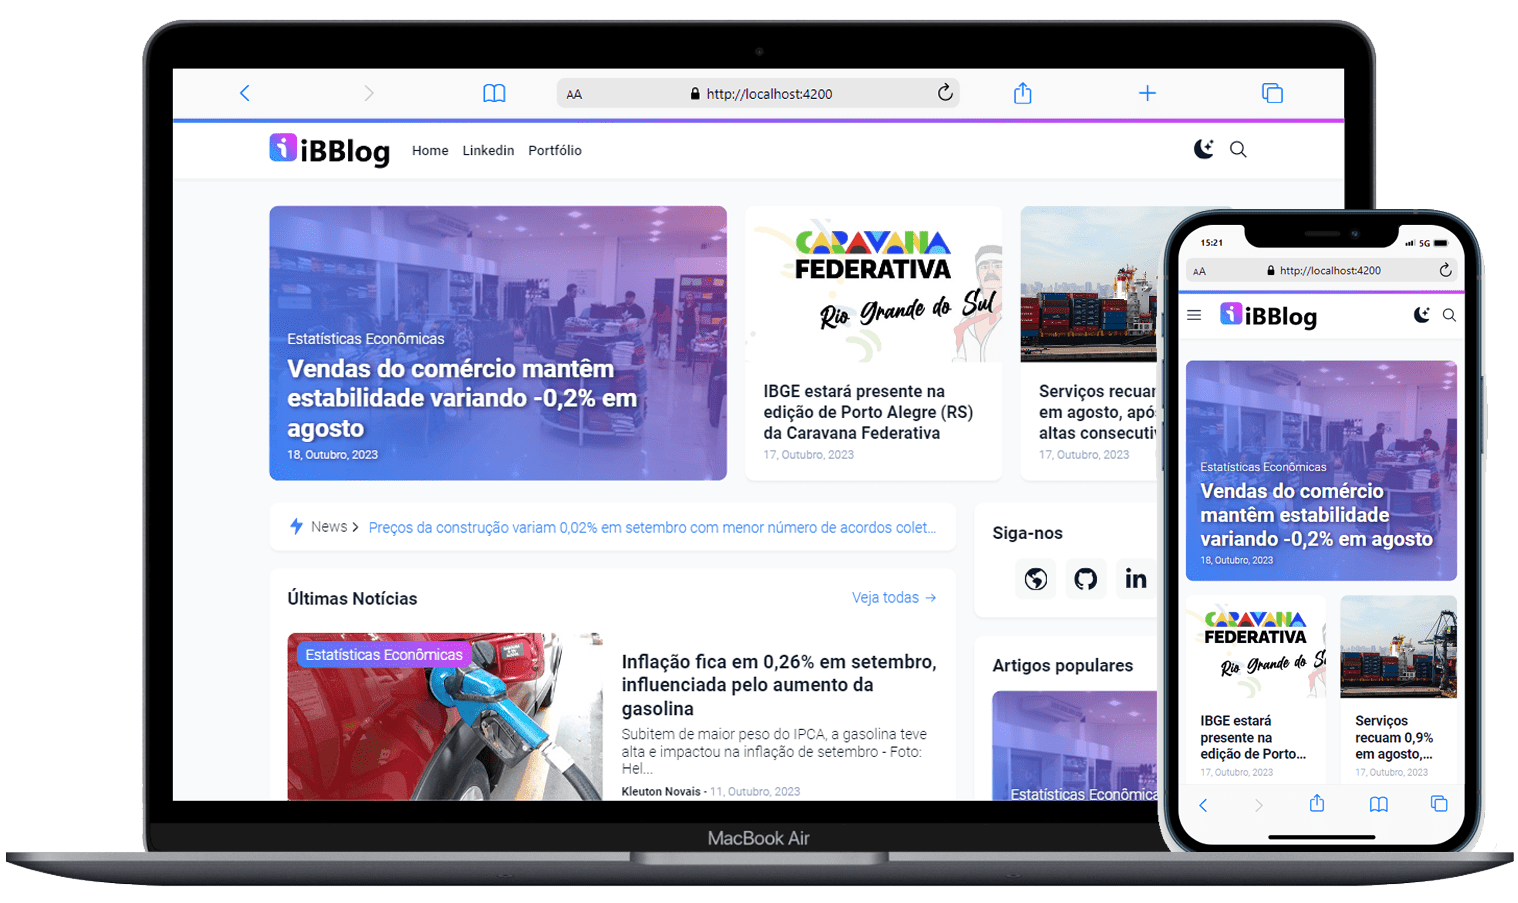 AA
http://localhost:4200
iBBlog
Home
Linkedin
Portfólio
Estatísticas Econômicas
Vendas do comércio mantêm
estabilidade variando -0,2% em
agosto
18, Outubro, 2023
CARAVANA
FEDERATIVA
Rio Grande do Sul
IBGE estará presente na
edição de Porto Alegre (RS)
da Caravana Federativa
17, Outubro, 2023
Serviços recuar
em agosto, apó
altas consecuti
17, Outubro, 2023
News
Preços da construção variam 0,02% em setembro com menor número de acordos colet...
Últimas Notícias
Veja todas →
Estatísticas Econômicas
Inflação fica em 0,26% em setembro,
influenciada pelo aumento da
gasolina
Subitem de maior peso do IPCA, a gasolina teve
alta e impactou na inflação de setembro - Foto:
Hel...
Kleuton Novais - 11, Outubro, 2023
Siga-nos
in
Artigos populares
Estatísticas Econômica
MacBook Air
15:21
5G
AA
http://localhost:4200
iBBlog
Estatísticas Econômicas
Vendas do comércio
mantêm estabilidade
variando -0,2% em agosto
18, Outubro, 2023
CARAVANA
FEDERATIVA
Rio Grande do Su
IBGE estará
presente na
edição de Porto...
17, Outubro, 2023
Serviços
recuam 0,9%
em agosto,...
17, Outubro, 2023